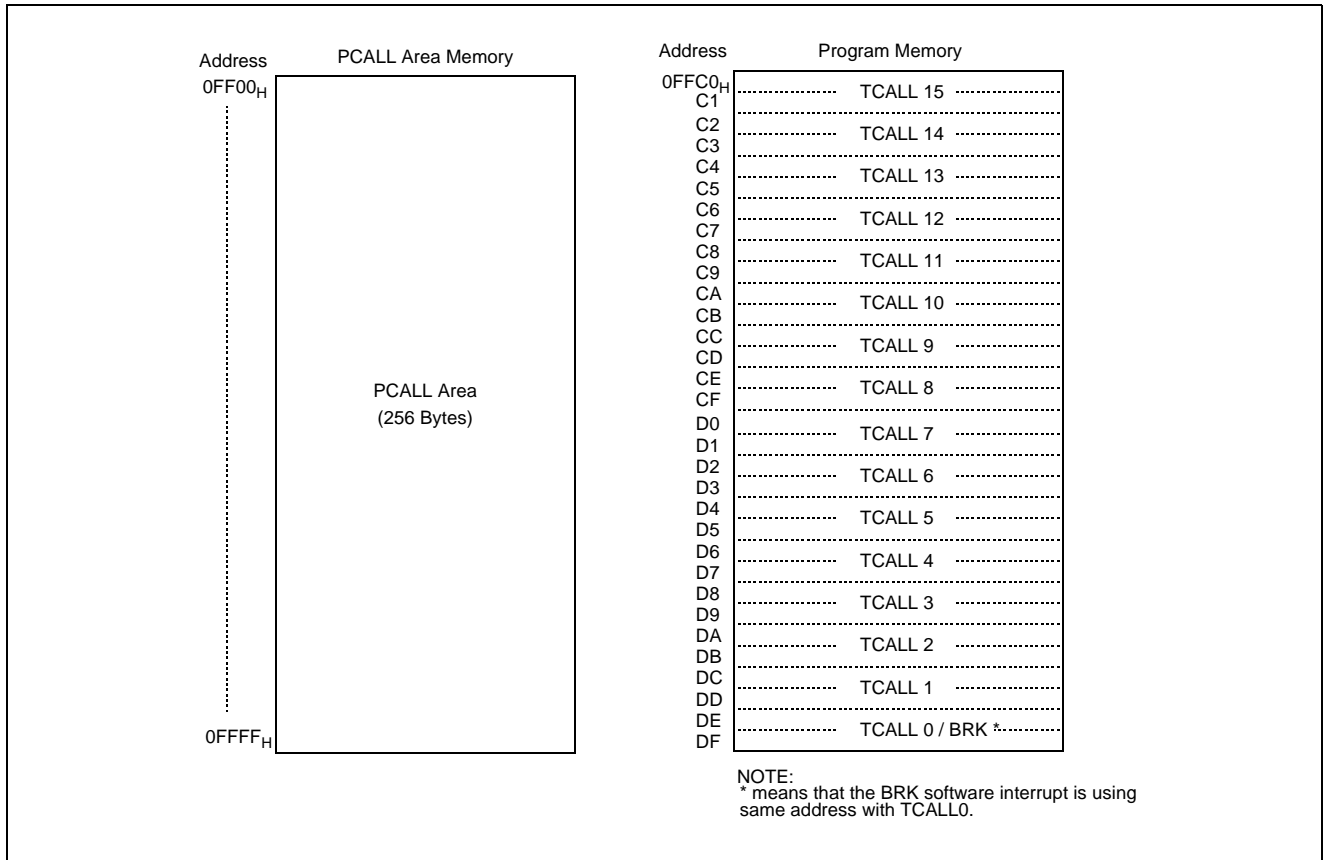 Address PCALL Area Memory
0FF00H
PCALL Area
(256 Bytes)
0FFFFH
Address Program Memory
0FFC0H
C1
TCALL 15
C2
C3
TCALL 14
C4
C5
TCALL 13
C6
C7
TCALL 12
C8
C9
TCALL 11
CA
CB
TCALL 10
CC
CD
TCALL 9
CE
CF
TCALL 8
D0
D1
TCALL 7
D2
D3
TCALL 6
D4
D5
TCALL 5
D6
D7
TCALL 4
D8
D9
TCALL 3
DA
DB
TCALL 2
DC
DD
TCALL 1
DE
DF
TCALL 0 / BRK *
NOTE:
* means that the BRK software interrupt is using
same address with TCALL0.